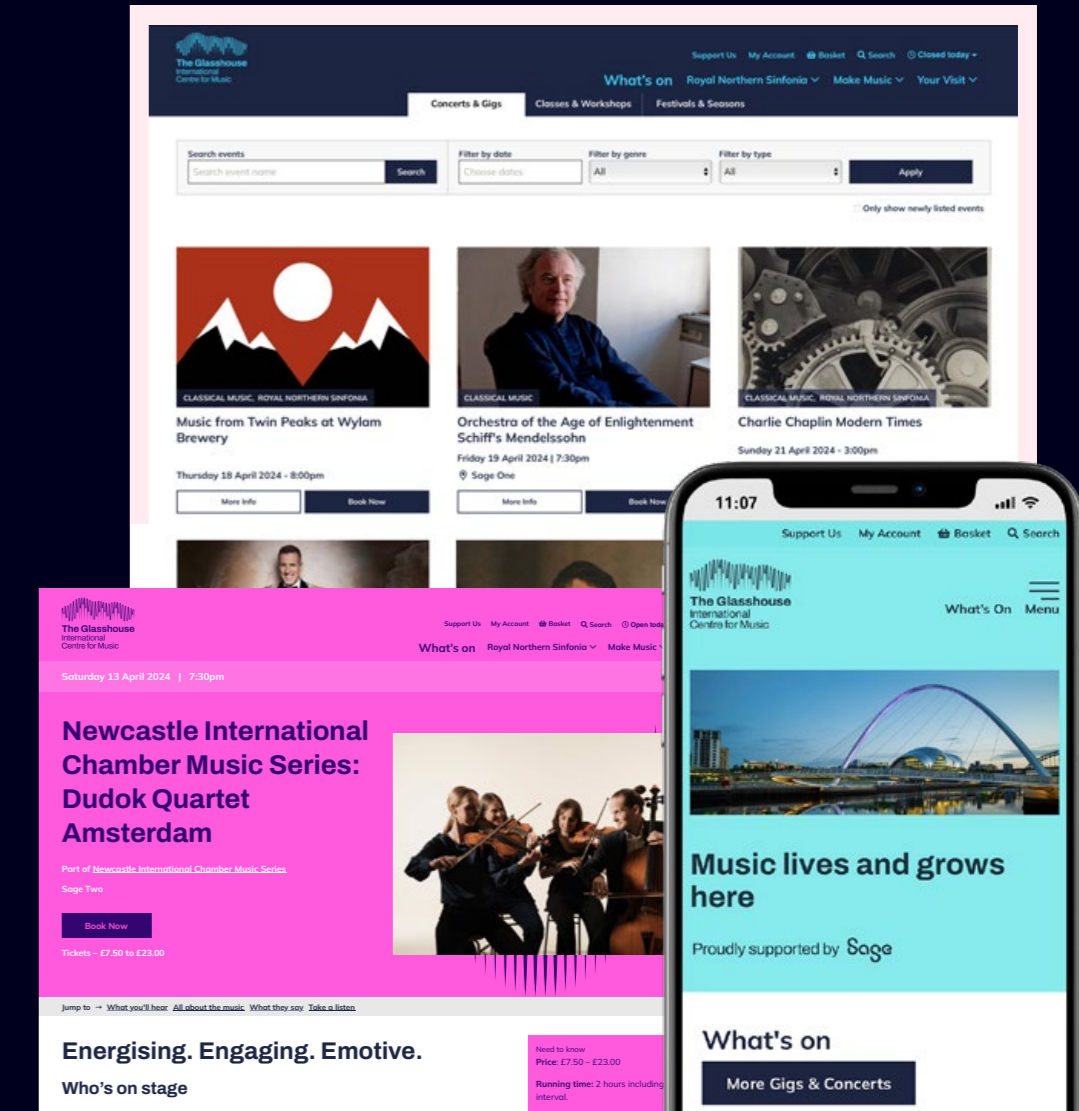 The Glasshouse
International
Centre for Music
Support Us My Account Basket Search Closed today
What's on Royal Northern Sinfonia Make Music Your Visit
Concerts & Gigs Classes & Workshops Festivals & Seasons
Search events Filter by date Filter by genre Filter by type
Search event name Search Choose dates All All Apply
Only show newly listed events
CLASSICAL MUSIC, ROYAL NORTHERN SINFONIA
Music from Twin Peaks at Wylam
Brewery
Thursday 18 April 2024 - 8:00pm
More Info Book Now
CLASSICAL MUSIC
Orchestra of the Age of Enlightenment
Schiff's Mendelssohn
Friday 19 April 2024 | 7:30pm
Sage One
More Info Book Now
CLASSICAL MUSIC, ROYAL NORTHERN SINFONIA
Charlie Chaplin Modern Times
Sunday 21 April 2024 - 3:00pm
The Glasshouse
International
Centre for Music
Support Us My Account Basket Search Open
What's on Royal Northern Sinfonia Make Music
Saturday 13 April 2024 | 7:30pm
Newcastle International
Chamber Music Series:
Dudok Quartet
Amsterdam
Part of Newcastle International Chamber Music Series
Sage Two
Book Now
Tickets – £7.50 to £23.00
Jump to → What you'll hear All about the music What they say Take a listen
Energising. Engaging. Emotive.
Who's on stage
Need to know
Price: £7.50 – £23.00
Running time: 2 hours including
interval.
11:07
Support Us My Account Basket Search
The Glasshouse
International
Centre for Music
What's On Menu
Music lives and grows
here
Proudly supported by Sage
What's on
More Gigs & Concerts